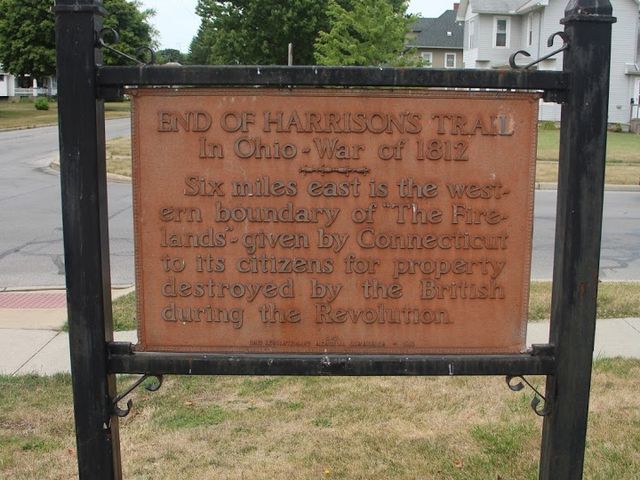 END OF HARRISON'S TRAIL
In Ohio - War of 1812
Six miles east is the west-
ern boundary of "The Fire-
lands"- given by Connecticut
to its citizens for property
destroyed by the British
during the Revolution